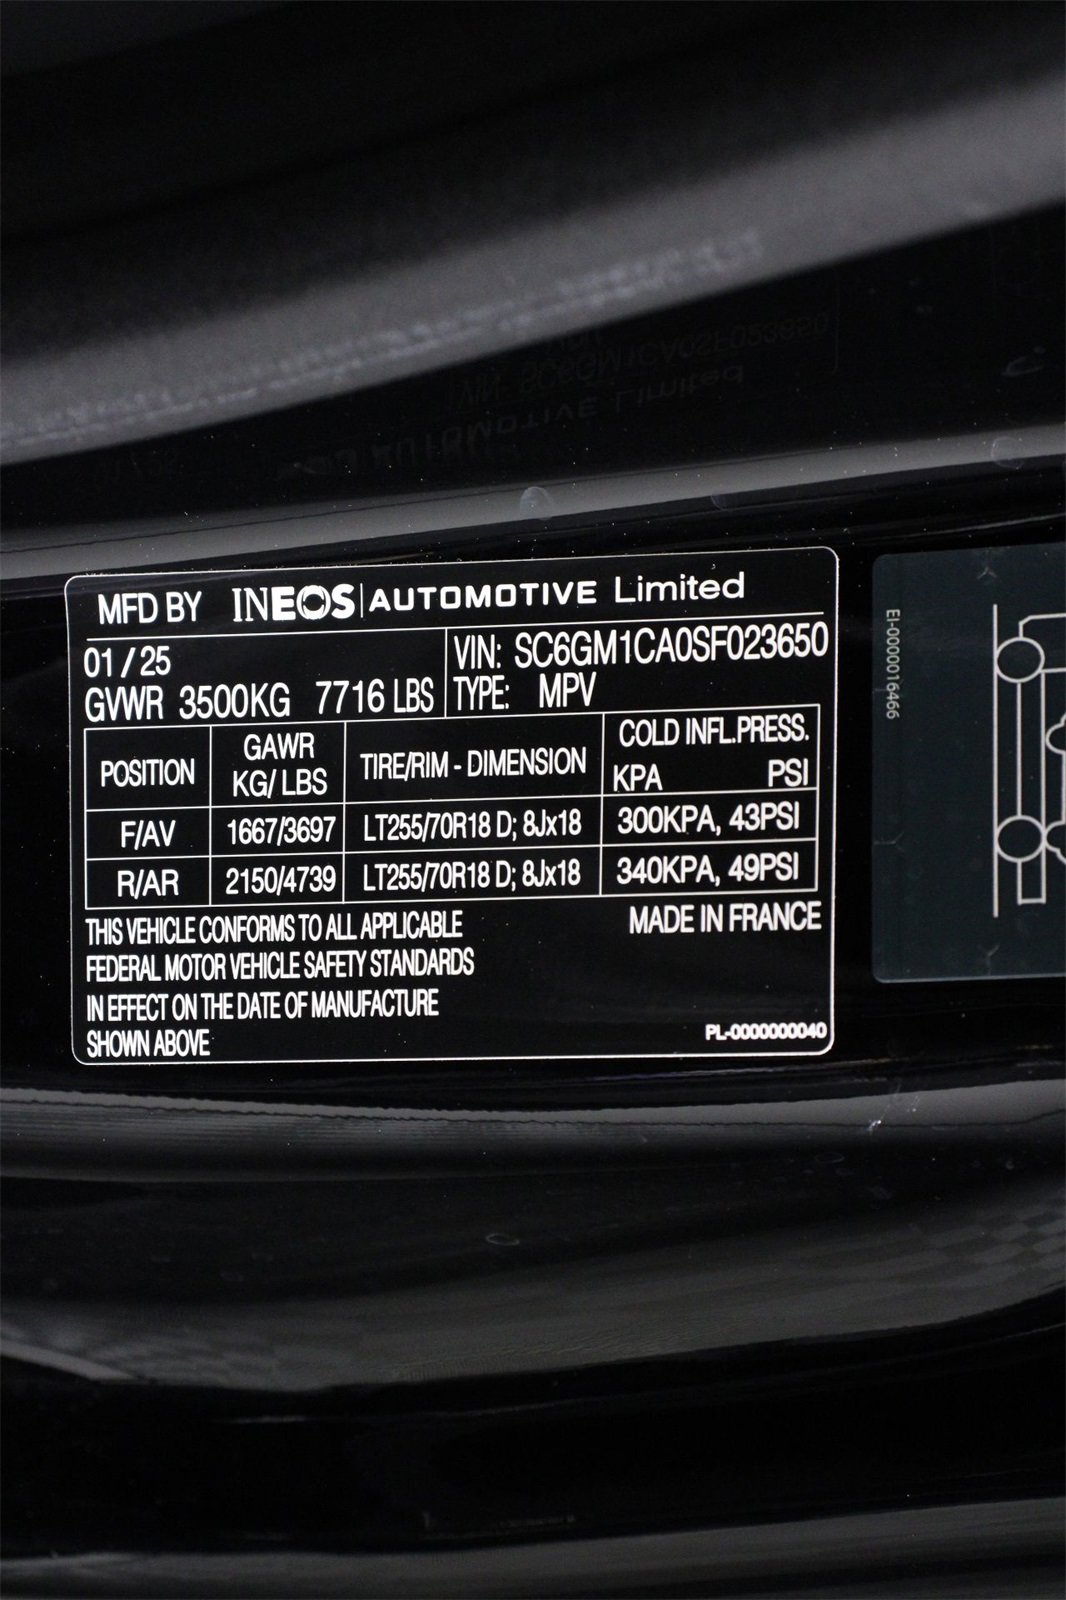 MFD BY INEOS AUTOMOTIVE Limited
01 / 25
GVWR 3500KG 7716 LBS
VIN: SC6GM1CA0SF023650
TYPE: MPV
POSITION GAWR KG/ LBS TIRE/RIM - DIMENSION COLD INFL.PRESS. KPA PSI
F/AV 1667/3697 LT255/70R18 D; 8Jx18 300KPA, 43PSI
R/AR 2150/4739 LT255/70R18 D; 8Jx18 340KPA, 49PSI
THIS VEHICLE CONFORMS TO ALL APPLICABLE
FEDERAL MOTOR VEHICLE SAFETY STANDARDS
IN EFFECT ON THE DATE OF MANUFACTURE
SHOWN ABOVE
MADE IN FRANCE
PL-0000000040
EI-0000016466